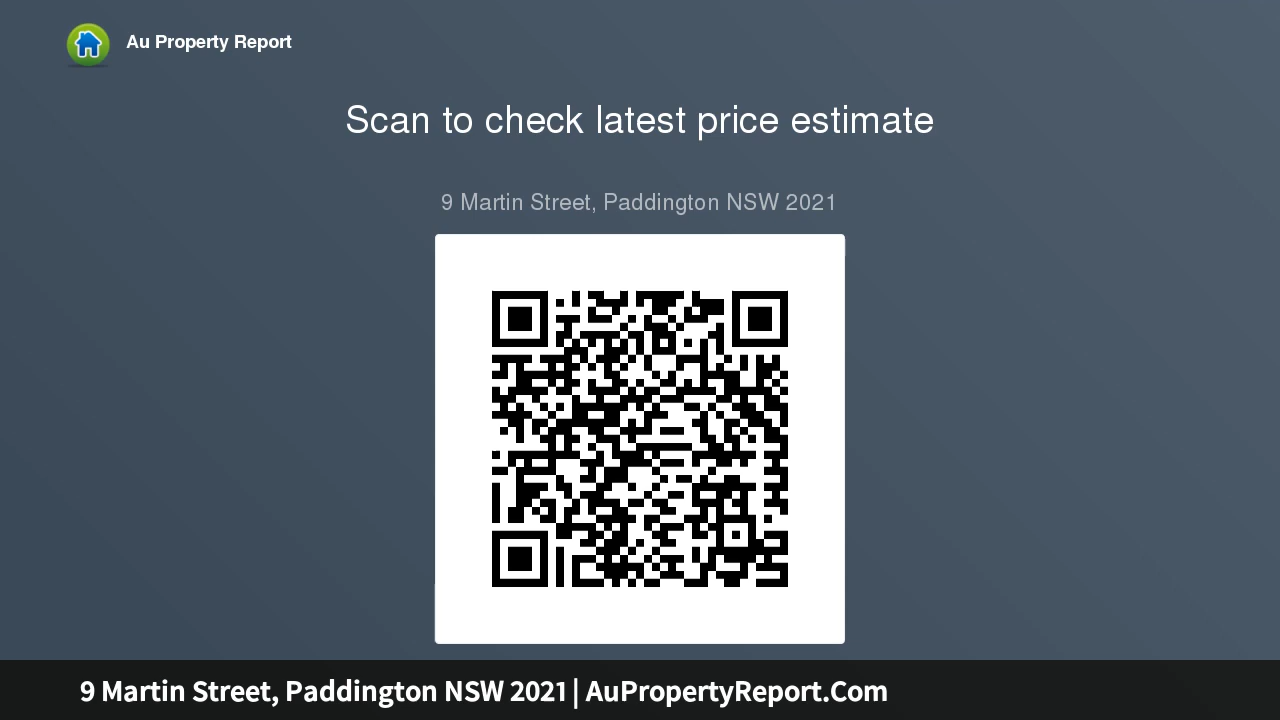 Au Property Report
Scan to check latest price estimate
9 Martin Street, Paddington NSW 2021
9 Martin Street, Paddington NSW 2021 | AuPropertyReport.Com